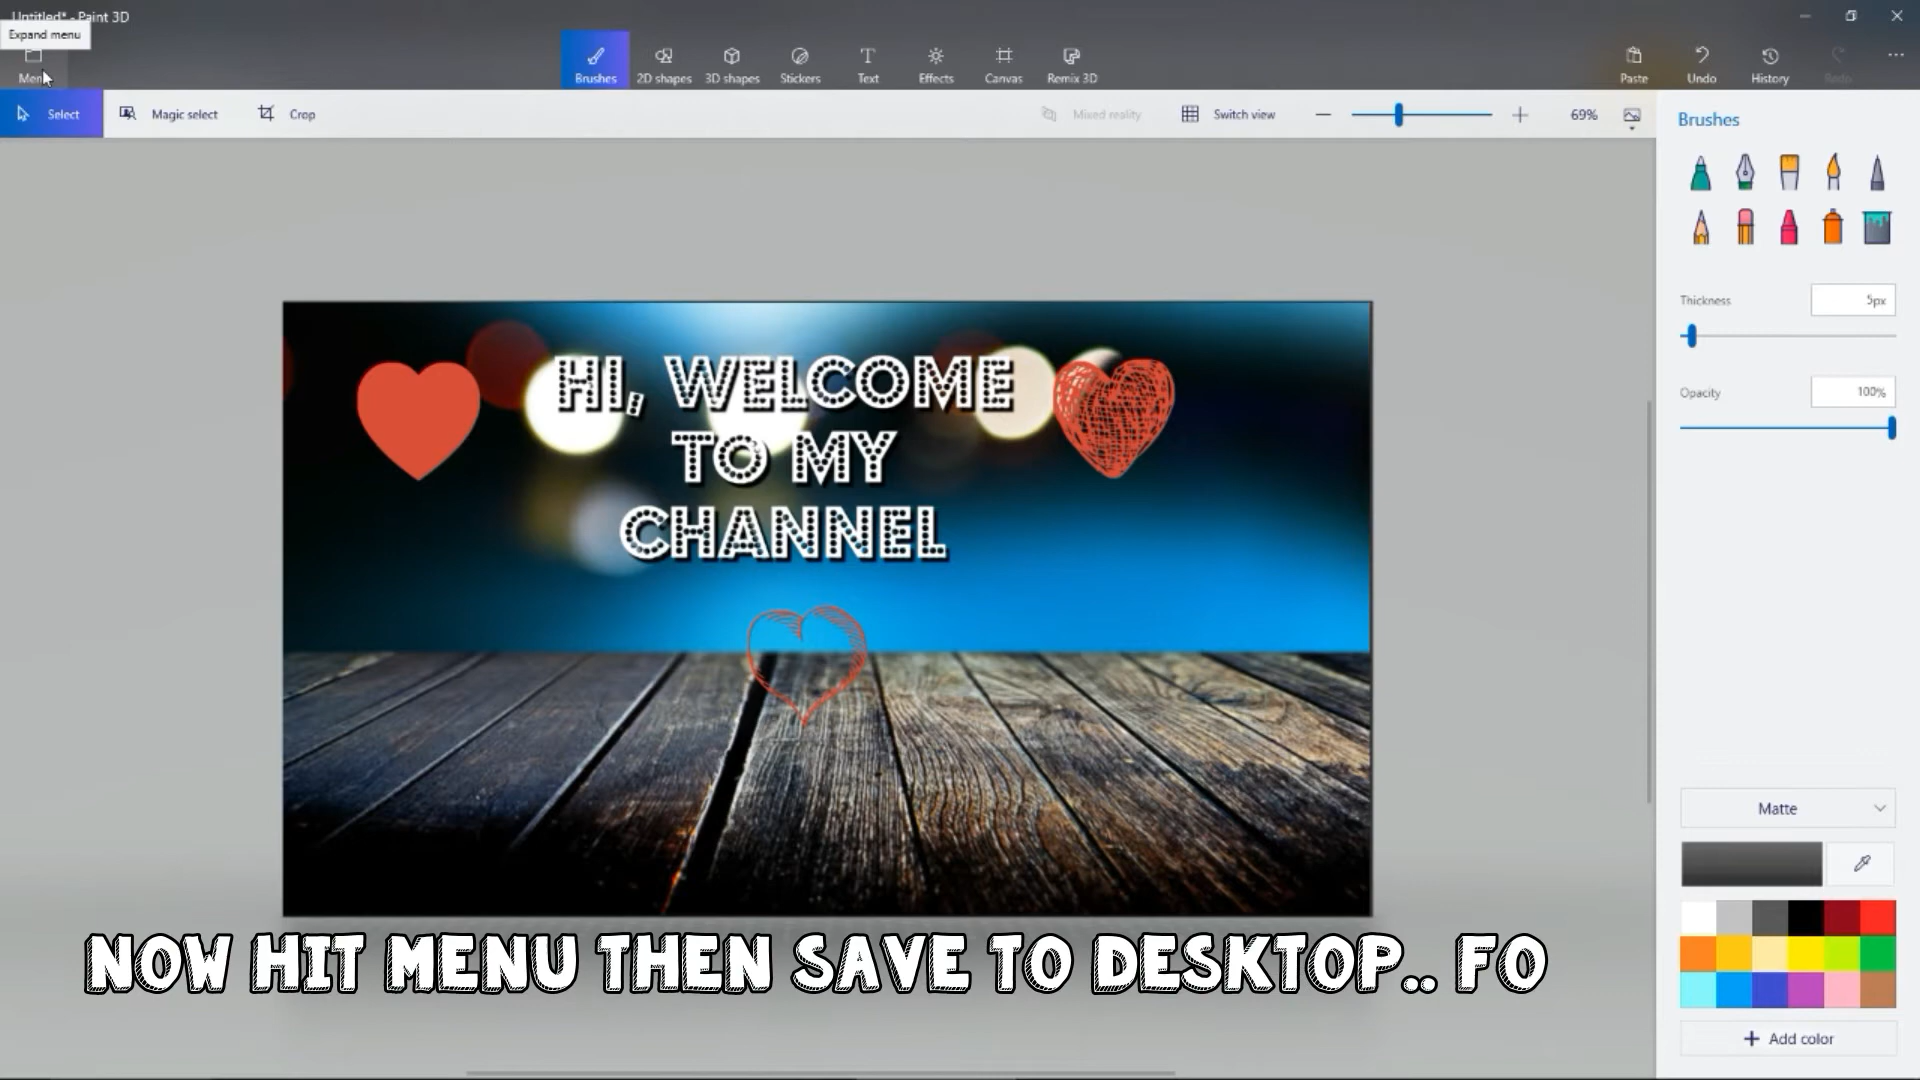 Untitled* - Paint 3D
Expand menu
Menu
Brushes
2D shapes
3D shapes
Stickers
Text
Effects
Canvas
Remix 3D
Paste
Undo
History
Redo
Select
Magic select
Crop
Mixed reality
Switch view
69%
Brushes
Thickness
5px
Opacity
100%
HI, WELCOME
TO MY
CHANNEL
Matte
Add color
NOW HIT MENU THEN SAVE TO DESKTOP.. FO